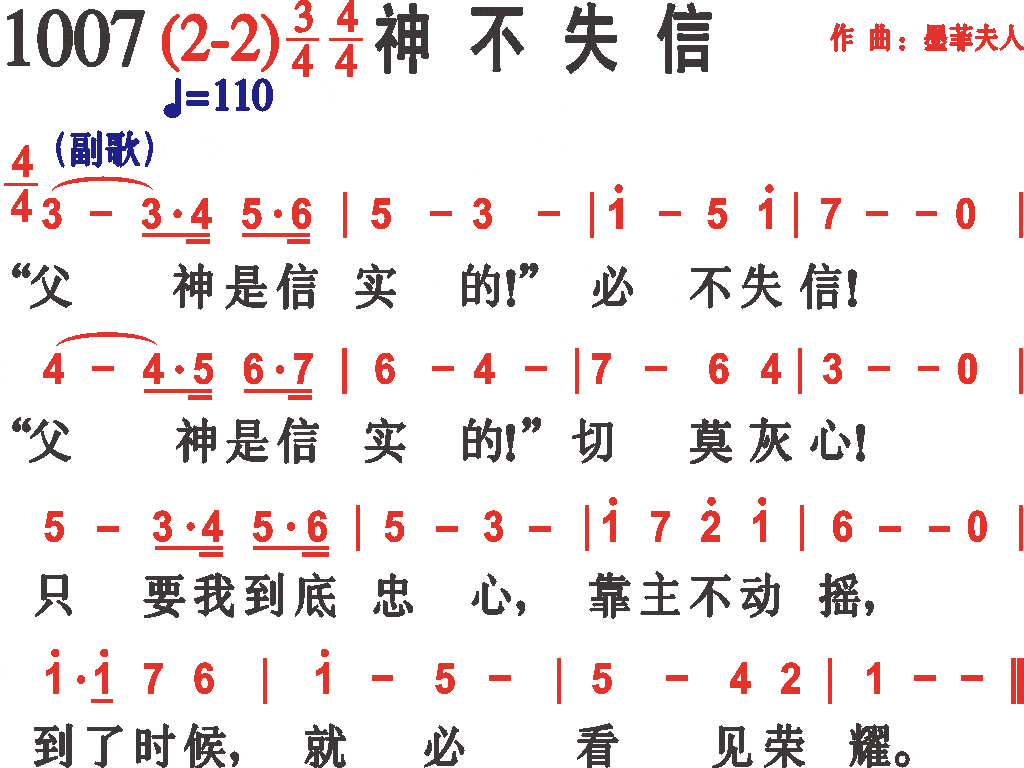 1007 (2-2) 3/4 4/4 神不失信 作曲：墨菲夫人
♩=110
（副歌）
4/4 3 - 3·4 5·6 | 5 - 3 - | i̇ - 5 i̇ | 7 - - 0 |
“父 神是信 实 的!” 必 不失信!
4 - 4·5 6·7 | 6 - 4 - | 7 - 6 4 | 3 - - 0 |
“父 神是信 实 的!” 切 莫灰心!
5 - 3·4 5·6 | 5 - 3 - | 1̇ 7 2̇ 1̇ | 6 - - 0 |
只 要我到底 忠 心, 靠主不动 摇,
1̇·1̇ 7 6 | 1̇ - 5 - | 5 - 4 2 | 1 - - ‖
到了时候, 就 必 看 见荣 耀。